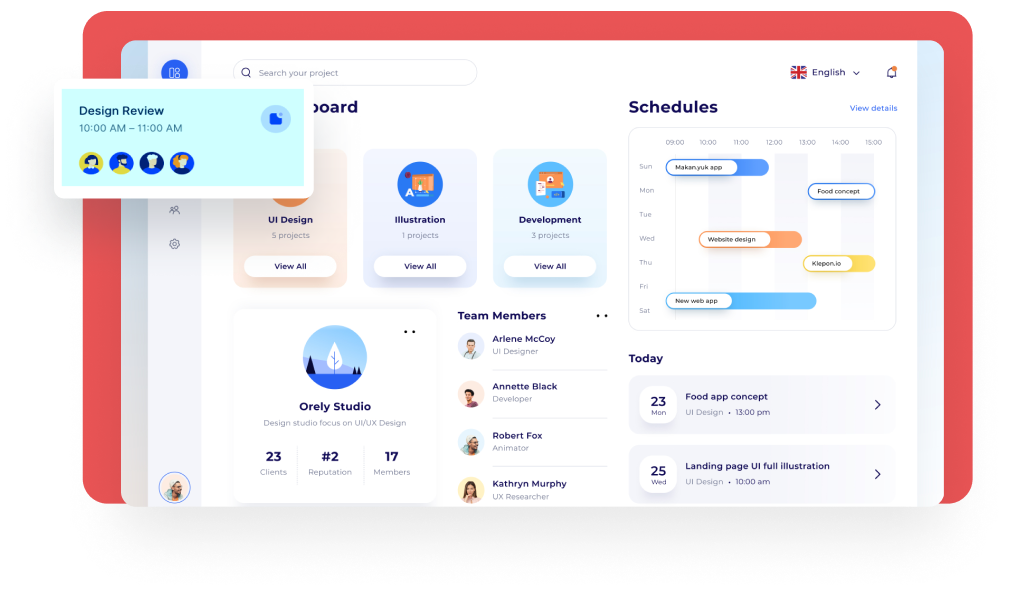 Search your project
English
Design Review
10:00 AM – 11:00 AM
Schedules
View details
UI Design
5 projects
View All
Illustration
1 projects
View All
Development
3 projects
View All
09:00 10:00 11:00 12:00 13:00 14:00 15:00
Sun Makan.yuk app
Mon Food concept
Tue
Wed Website design
Thu Klepon.io
Fri
Sat New web app
A
Orely Studio
Design studio focus on UI/UX Design
23 #2 17
Clients Reputation Members
Team Members
Arlene McCoy
UI Designer
Annette Black
Developer
Robert Fox
Animator
Kathryn Murphy
UX Researcher
Today
23
Mon
Food app concept
UI Design • 13:00 pm
25
Wed
Landing page UI full illustration
UI Design • 10:00 am